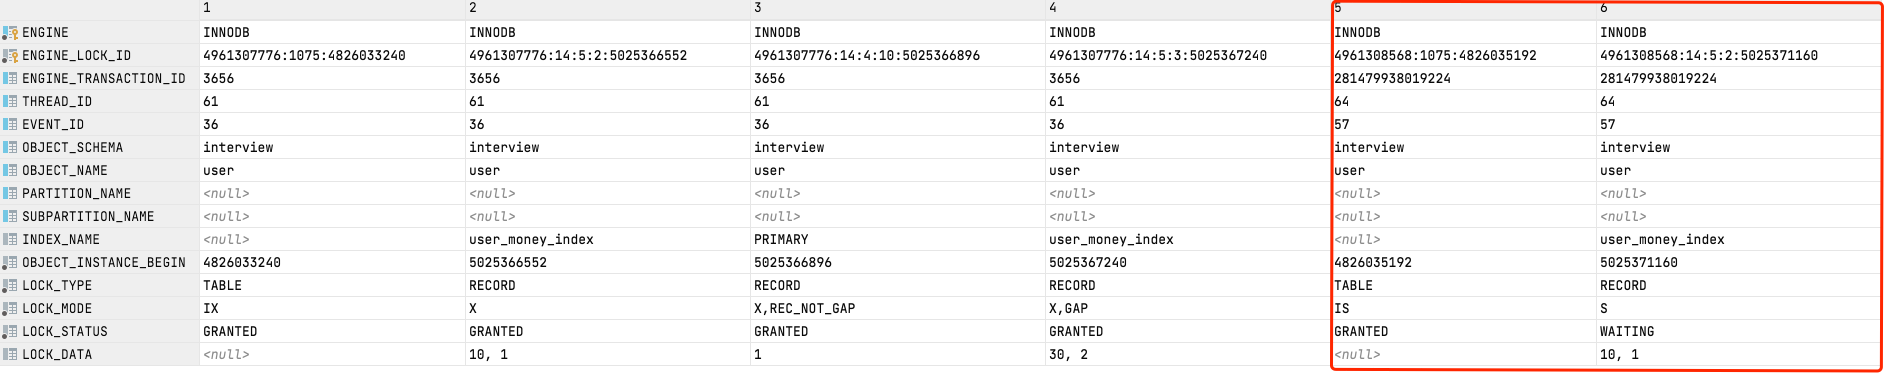 1 2 3 4 5 6
ENGINE INNODB INNODB INNODB INNODB INNODB INNODB
ENGINE_LOCK_ID 4961307776:1075:4826033240 4961307776:14:5:2:5025366552 4961307776:14:4:10:5025366896 4961307776:14:5:3:5025367240 4961308568:1075:4826035192 4961308568:14:5:2:5025371160
ENGINE_TRANSACTION_ID 3656 3656 3656 3656 281479938019224 281479938019224
THREAD_ID 61 61 61 61 64 64
EVENT_ID 36 36 36 36 57 57
OBJECT_SCHEMA interview interview interview interview interview interview
OBJECT_NAME user user user user user user
PARTITION_NAME <null> <null> <null> <null> <null> <null>
SUBPARTITION_NAME <null> <null> <null> <null> <null> <null>
INDEX_NAME <null> user_money_index PRIMARY user_money_index <null> user_money_index
OBJECT_INSTANCE_BEGIN 4826033240 5025366552 5025366896 5025367240 4826035192 5025371160
LOCK_TYPE TABLE RECORD RECORD RECORD TABLE RECORD
LOCK_MODE IX X X,REC_NOT_GAP X,GAP IS S
LOCK_STATUS GRANTED GRANTED GRANTED GRANTED GRANTED WAITING
LOCK_DATA <null> 10, 1 1 30, 2 <null> 10, 1